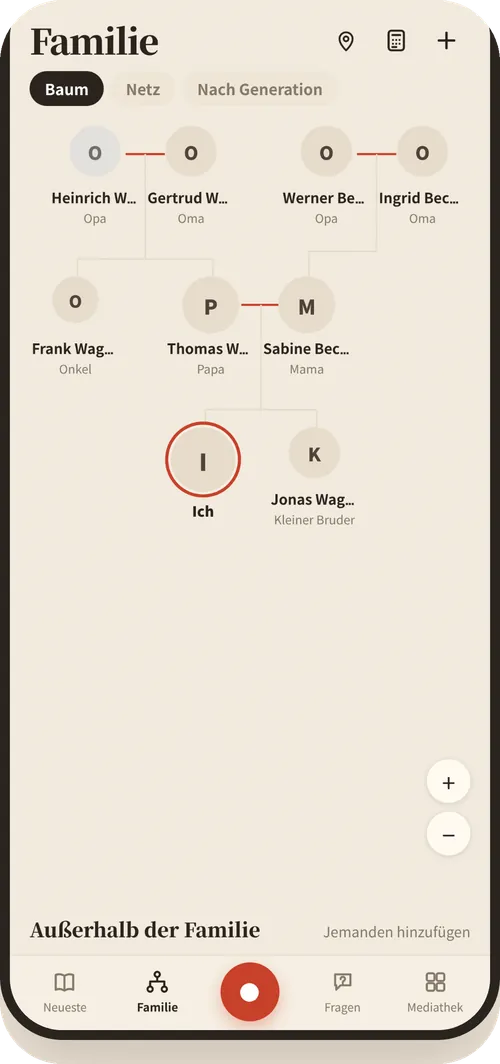 Familie
Baum Netz Nach Generation
O O O O
Heinrich W... Gertrud W... Werner Be... Ingrid Bec...
Opa Oma Opa Oma
O P M
Frank Wag... Thomas W... Sabine Bec...
Onkel Papa Mama
I K
Ich Jonas Wag...
Kleiner Bruder
+
−
Außerhalb der Familie Jemanden hinzufügen
Neueste Familie Fragen Mediathek